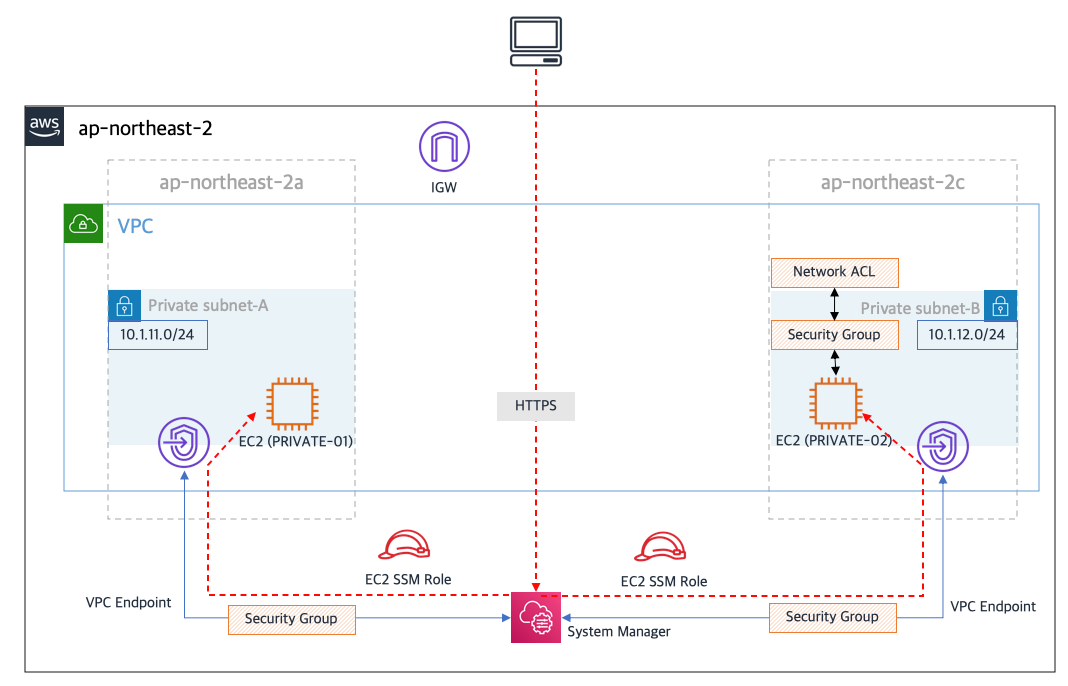 aws
ap-northeast-2
IGW
ap-northeast-2a
ap-northeast-2c
VPC
Network ACL
Private subnet-A
10.1.11.0/24
Private subnet-B
Security Group
10.1.12.0/24
HTTPS
EC2 (PRIVATE-01)
EC2 (PRIVATE-02)
EC2 SSM Role
EC2 SSM Role
VPC Endpoint
Security Group
System Manager
Security Group
VPC Endpoint